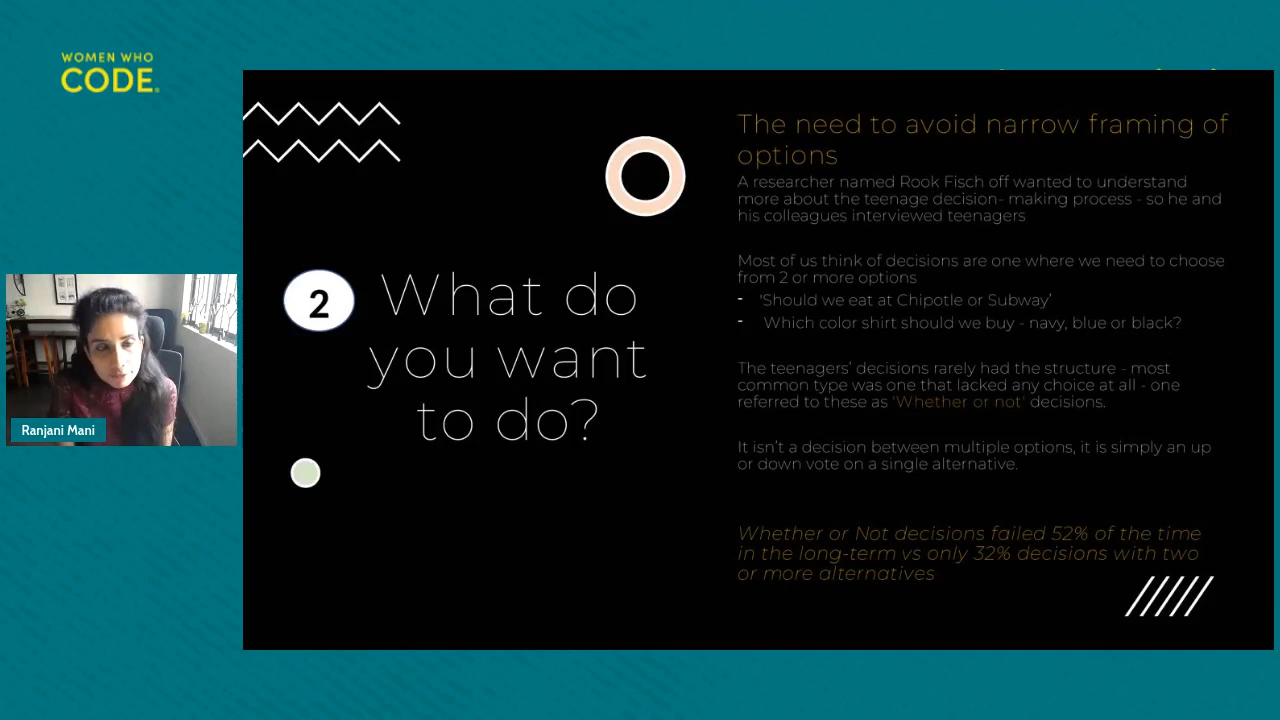 WOMEN WHO
CODE
2
What do
you want
to do?
The need to avoid narrow framing of
options
A researcher named Rook Fisch off wanted to understand
more about the teenage decision- making process - so he and
his colleagues interviewed teenagers
Most of us think of decisions are one where we need to choose
from 2 or more options
- 'Should we eat at Chipotle or Subway'
- Which color shirt should we buy - navy, blue or black?
The teenagers' decisions rarely had the structure - most
common type was one that lacked any choice at all - one
referred to these as 'Whether or not' decisions.
It isn't a decision between multiple options, it is simply an up
or down vote on a single alternative.
Whether or Not decisions failed 52% of the time
in the long-term vs only 32% decisions with two
or more alternatives
Ranjani Mani